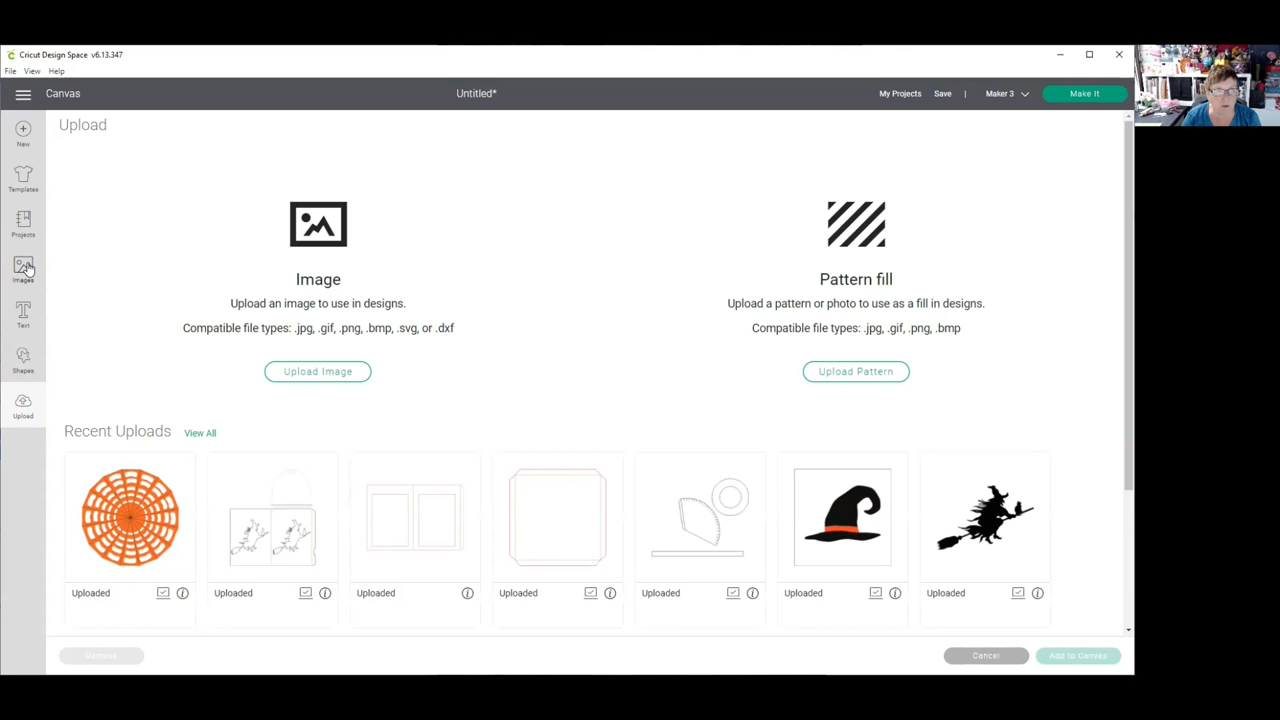 Cricut Design Space v6.13.347
File View Help
Canvas
Untitled*
My Projects Save | Maker 3 Make It
New
Templates
Projects
Images
Text
Shapes
Upload
Upload
Image
Upload an image to use in designs.
Compatible file types: .jpg, .gif, .png, .bmp, .svg, or .dxf
Upload Image
Pattern fill
Upload a pattern or photo to use as a fill in designs.
Compatible file types: .jpg, .gif, .png, .bmp
Upload Pattern
Recent Uploads View All
Uploaded
Uploaded
Uploaded
Uploaded
Uploaded
Uploaded
Uploaded
Remove
Cancel
Add to Canvas